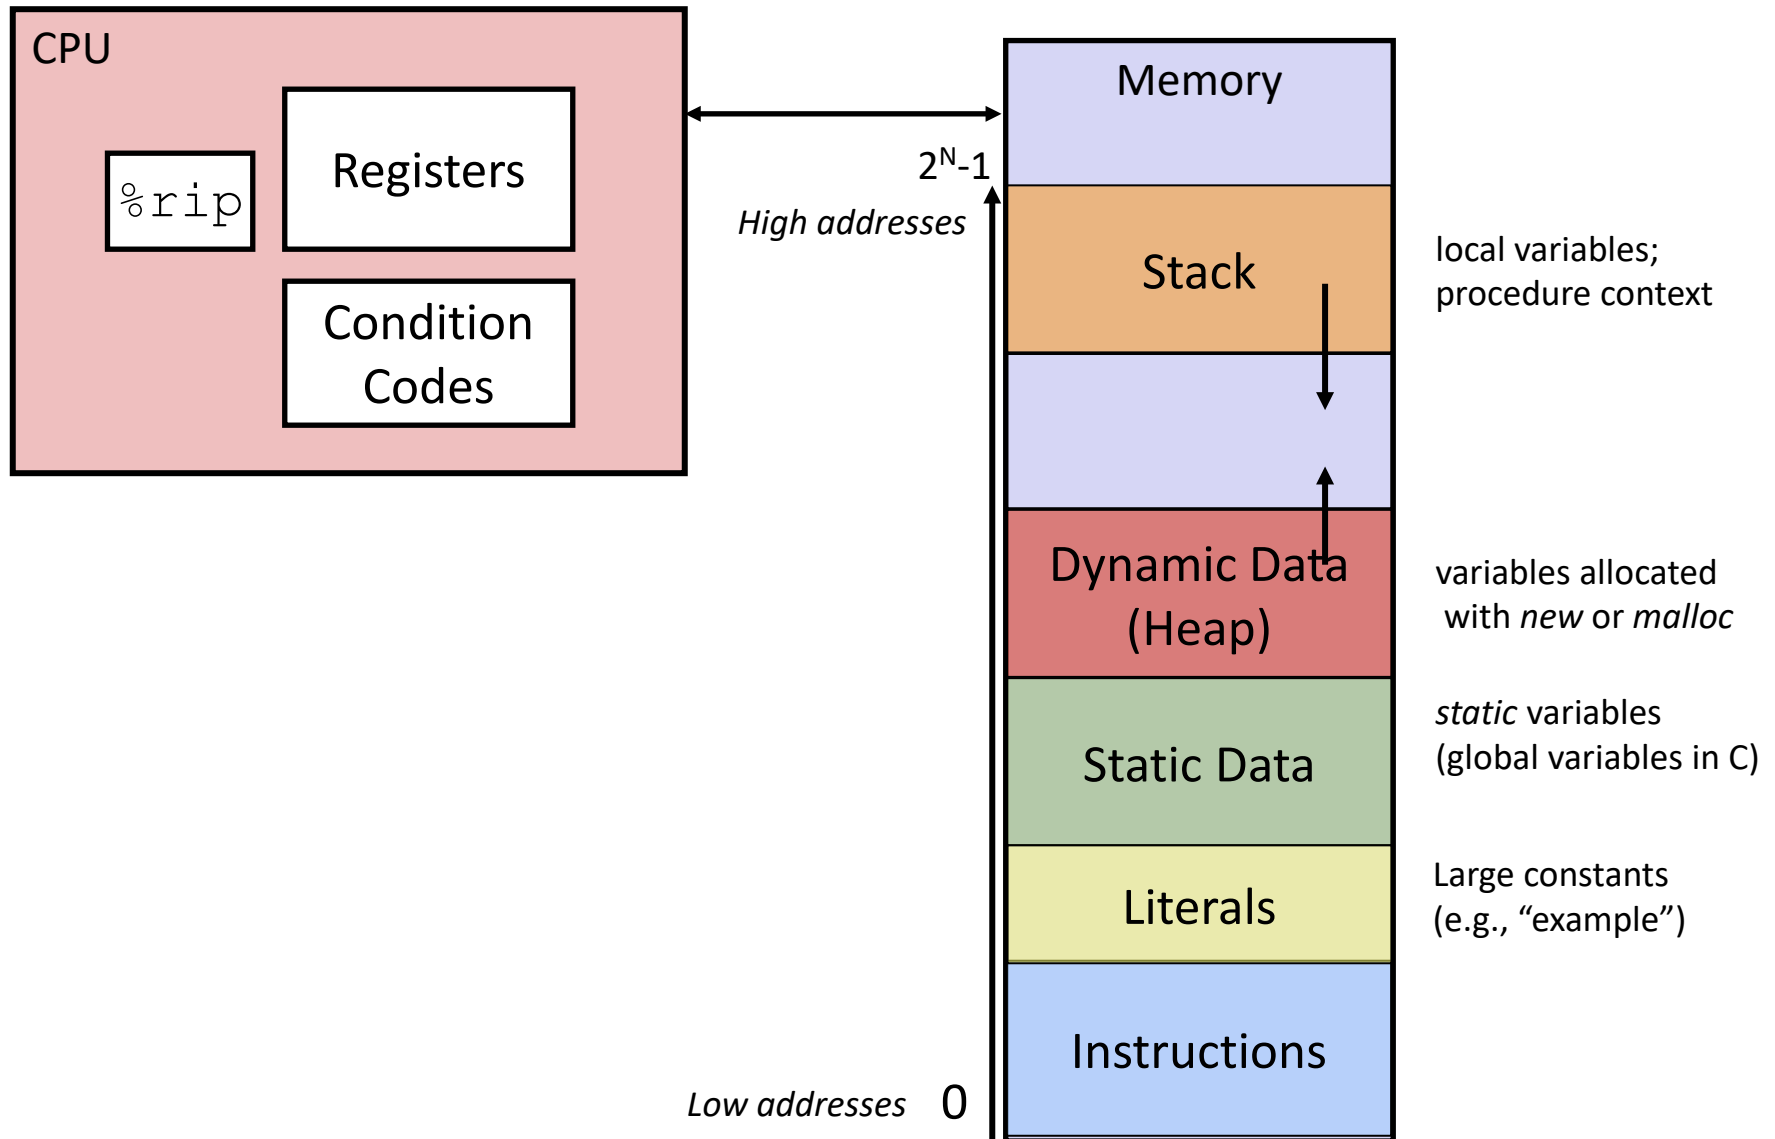 CPU
Memory
Registers
%rip
2^N-1
High addresses
Stack
local variables;
procedure context
Condition
Codes
Dynamic Data
(Heap)
variables allocated
with new or malloc
Static Data
static variables
(global variables in C)
Literals
Large constants
(e.g., “example”)
Instructions
Low addresses 0